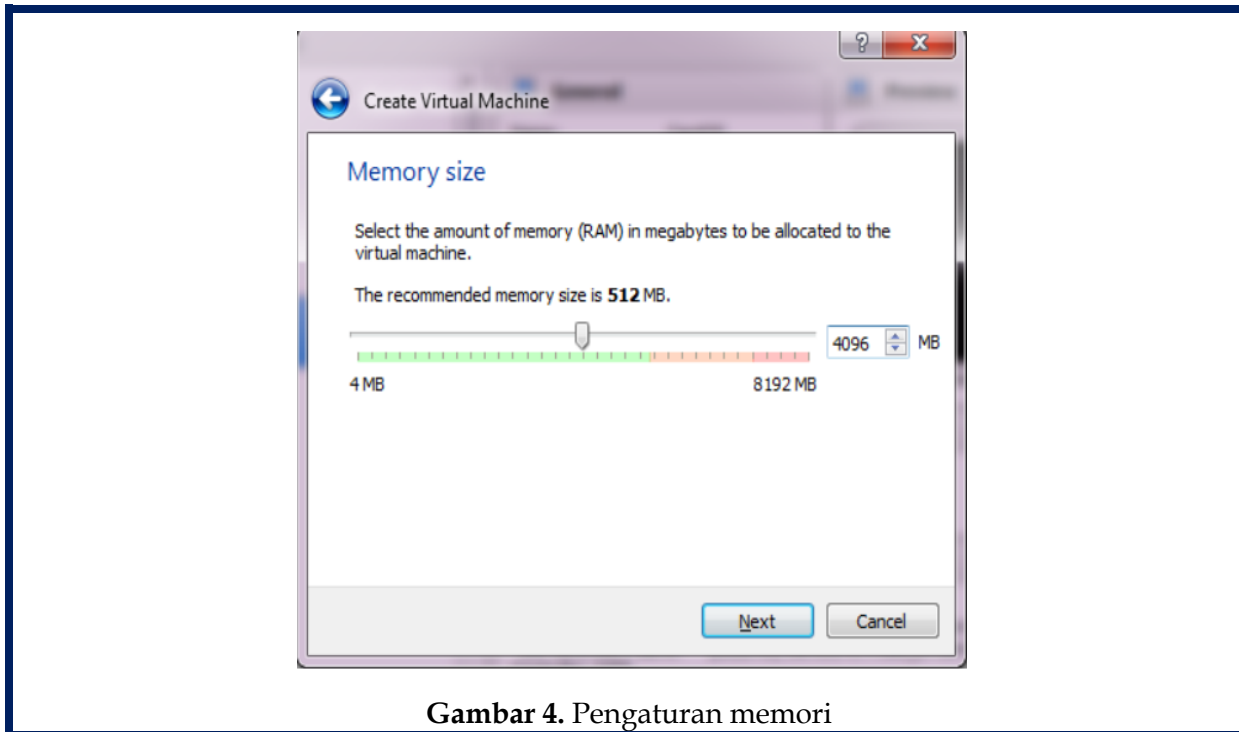 Create Virtual Machine
Memory size
Select the amount of memory (RAM) in megabytes to be allocated to the
virtual machine.
The recommended memory size is 512 MB.
4096 MB
4 MB 8192 MB
Next Cancel
Gambar 4. Pengaturan memori